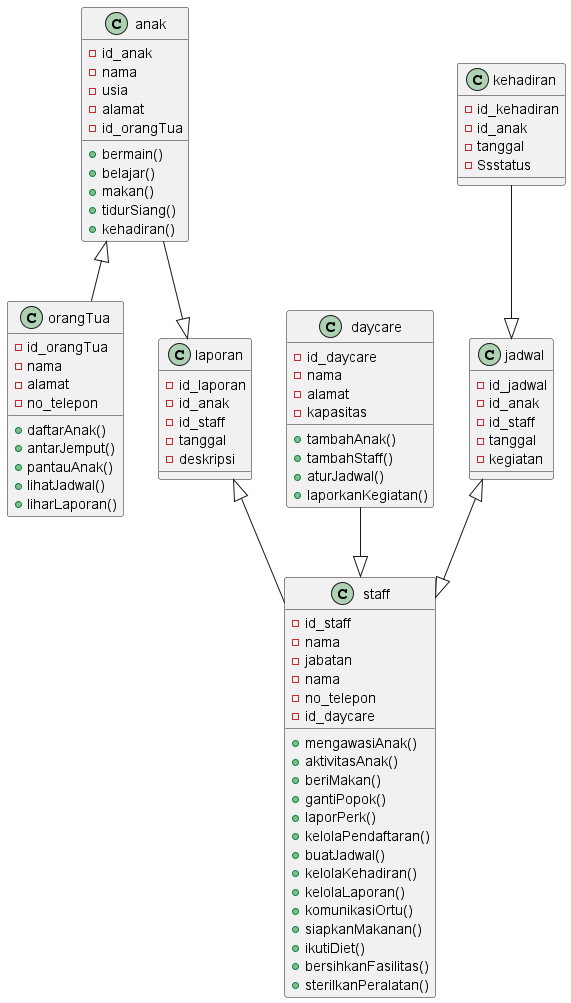 C anak
id_anak
nama
usia
alamat
id_orangTua
bermain()
belajar()
makan()
tidurSiang()
kehadiran()
C kehadiran
id_kehadiran
id_anak
tanggal
Ssstatus
C orangTua
id_orangTua
nama
alamat
no_telepon
daftarAnak()
antarJemput()
pantauAnak()
lihatJadwal()
liharLaporan()
C laporan
id_laporan
id_anak
id_staff
tanggal
deskripsi
C daycare
id_daycare
nama
alamat
kapasitas
tambahAnak()
tambahStaff()
aturJadwal()
laporkanKegiatan()
C jadwal
id_jadwal
id_anak
id_staff
tanggal
kegiatan
C staff
id_staff
nama
jabatan
nama
no_telepon
id_daycare
mengawasiAnak()
aktivitasAnak()
beriMakan()
gantiPopok()
laporPerk()
kelolaPendaftaran()
buatJadwal()
kelolaKehadiran()
kelolaLaporan()
komunikasiOrtu()
siapkanMakanan()
ikutiDiet()
bersihkanFasilitas()
sterilkanPeralatan()